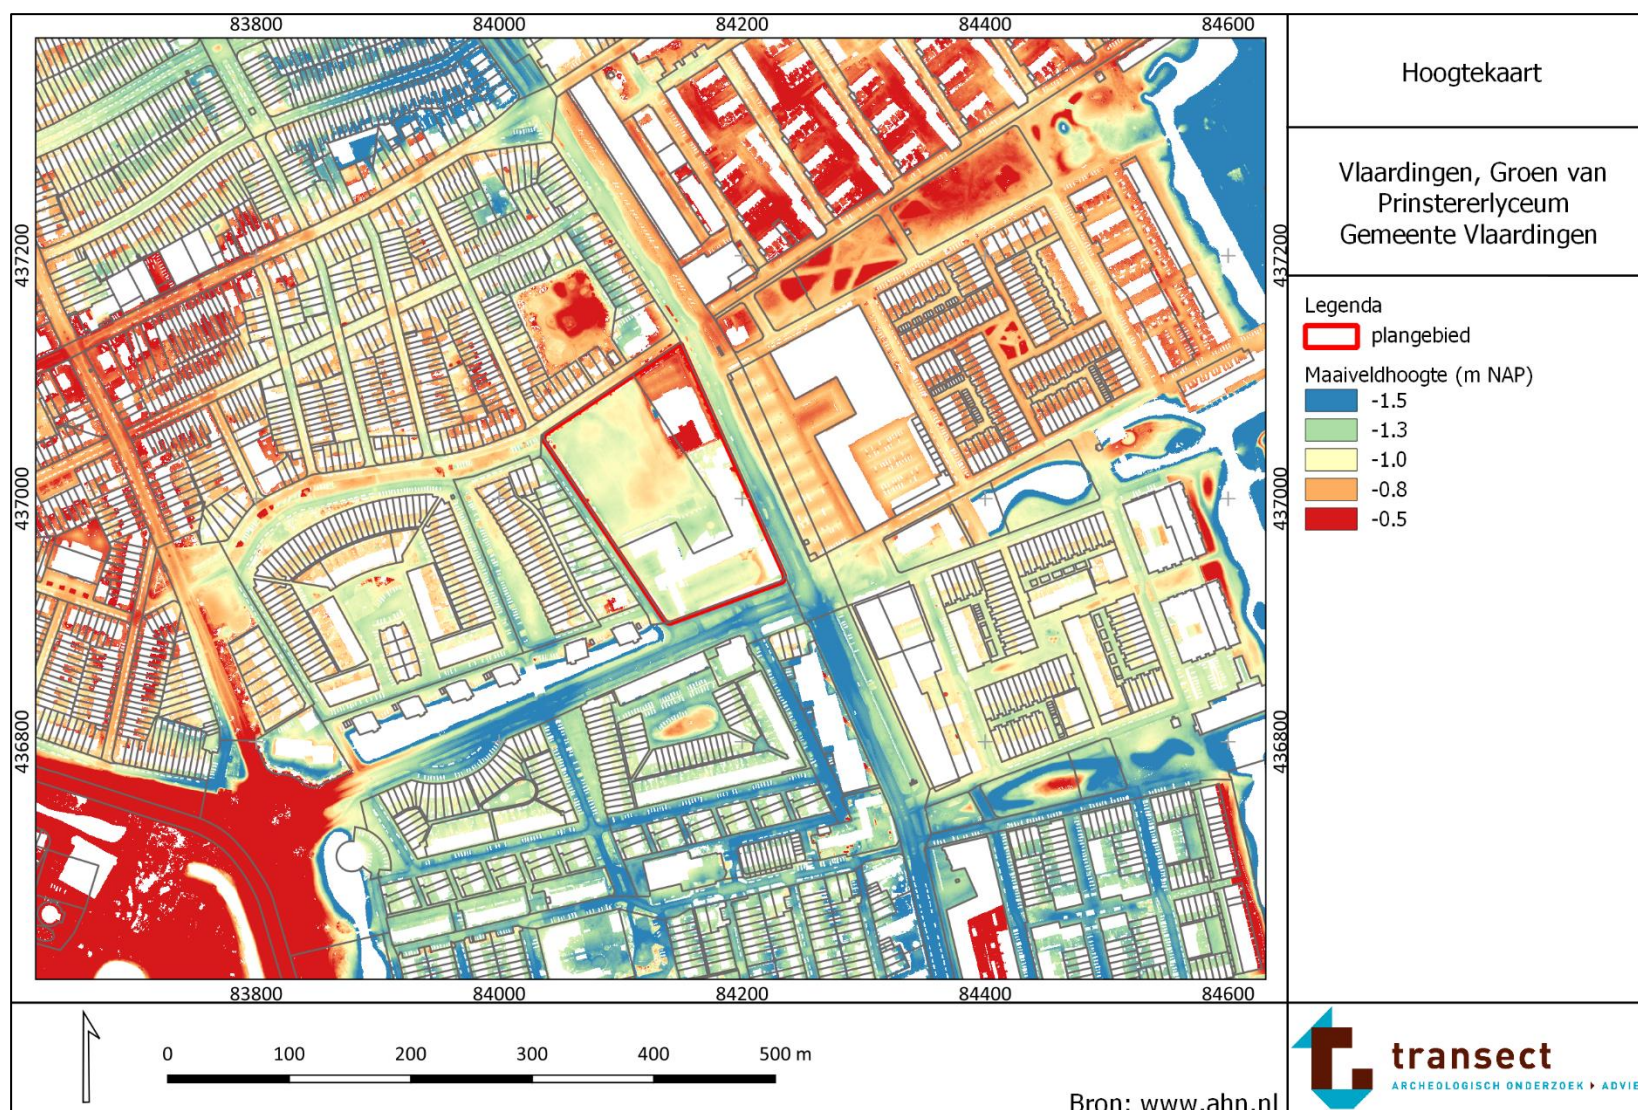 83800 84000 84200 84400 84600
437200
437000
436800
437200
437000
436800
83800 84000 84200 84400 84600
0 100 200 300 400 500 m
Bron: www.ahn.nl
Hoogtekaart
Vlaardingen, Groen van
Prinstererlyceum
Gemeente Vlaardingen
Legenda
plangebied
Maaiveldhoogte (m NAP)
-1.5
-1.3
-1.0
-0.8
-0.5
transect
ARCHEOLOGISCH ONDERZOEK ▸ ADVIE